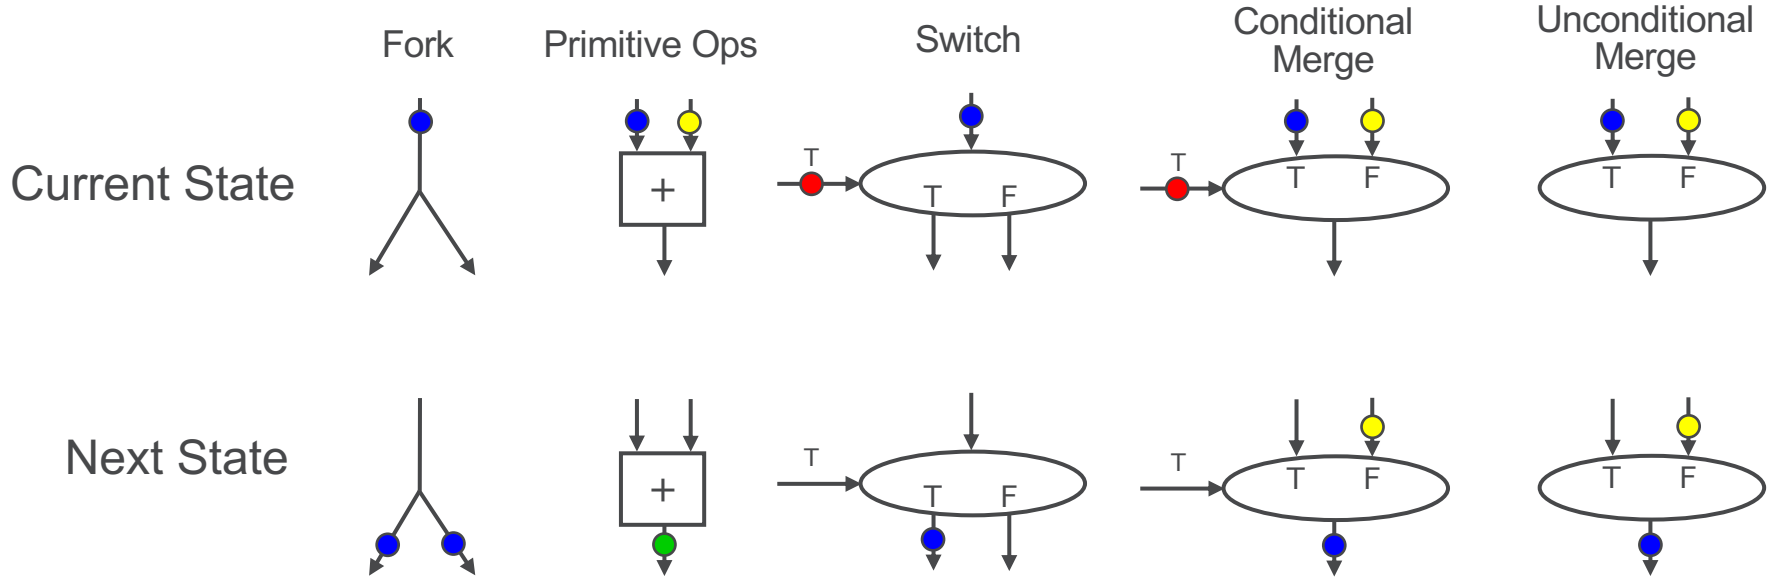 Fork
Primitive Ops
Switch
Conditional
Merge
Unconditional
Merge
Current State
+
T
T F
T
T F
T F
Next State
+
T
T F
T
T F
T F